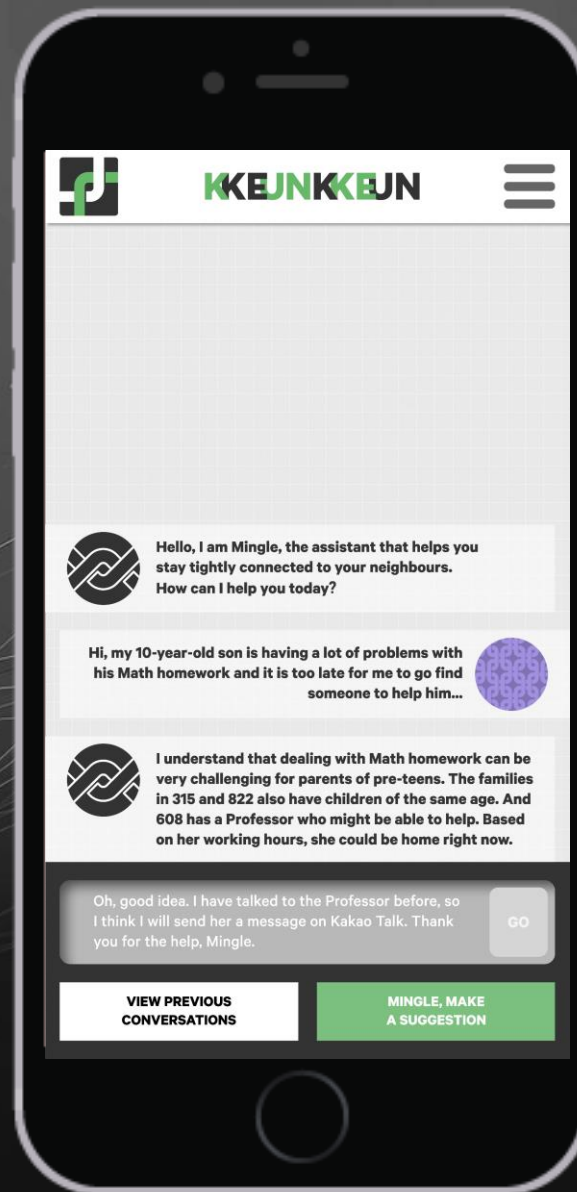 KKEUNKKEUN
Hello, I am Mingle, the assistant that helps you
stay tightly connected to your neighbours.
How can I help you today?
Hi, my 10-year-old son is having a lot of problems with
his Math homework and it is too late for me to go find
someone to help him...
I understand that dealing with Math homework can be
very challenging for parents of pre-teens. The families
in 315 and 822 also have children of the same age. And
608 has a Professor who might be able to help. Based
on her working hours, she could be home right now.
Oh, good idea. I have talked to the Professor before, so
I think I will send her a message on Kakao Talk. Thank
you for the help, Mingle.
GO
VIEW PREVIOUS
CONVERSATIONS
MINGLE, MAKE
A SUGGESTION